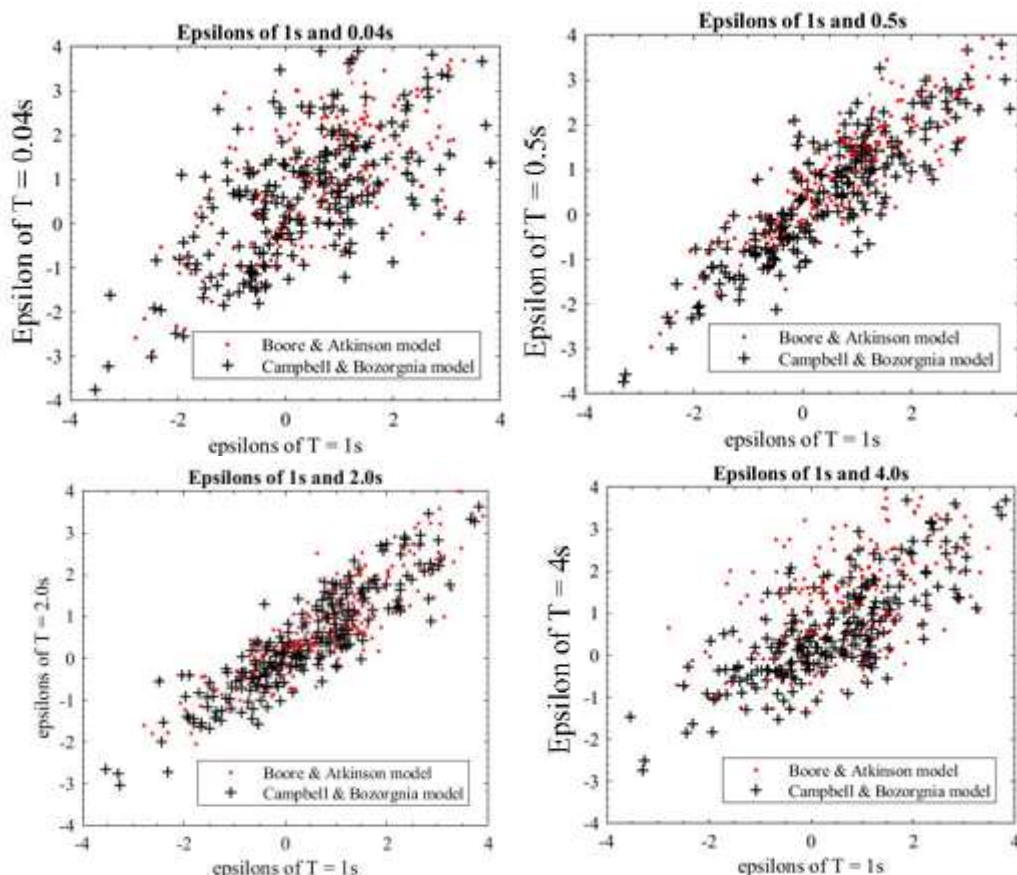 Epsilons of 1s and 0.04s
Epsilon of T = 0.04s
4
3
2
1
0
-1
-2
-3
-4
Boore & Atkinson model
Campbell & Bozorgnia model
-4 -2 0 2 4
epsilons of T = 1s
Epsilons of 1s and 0.5s
Epsilon of T = 0.5s
4
3
2
1
0
-1
-2
-3
-4
Boore & Atkinson model
Campbell & Bozorgnia model
-4 -2 0 2 4
epsilons of T = 1s
Epsilons of 1s and 2.0s
epsilons of T = 2.0s
4
3
2
1
0
-1
-2
-3
-4
Boore & Atkinson model
Campbell & Bozorgnia model
-4 -2 0 2 4
epsilons of T = 1s
Epsilons of 1s and 4.0s
Epsilon of T = 4s
4
3
2
1
0
-1
-2
-3
-4
Boore & Atkinson model
Campbell & Bozorgnia model
-4 -2 0 2 4
epsilons of T = 1s